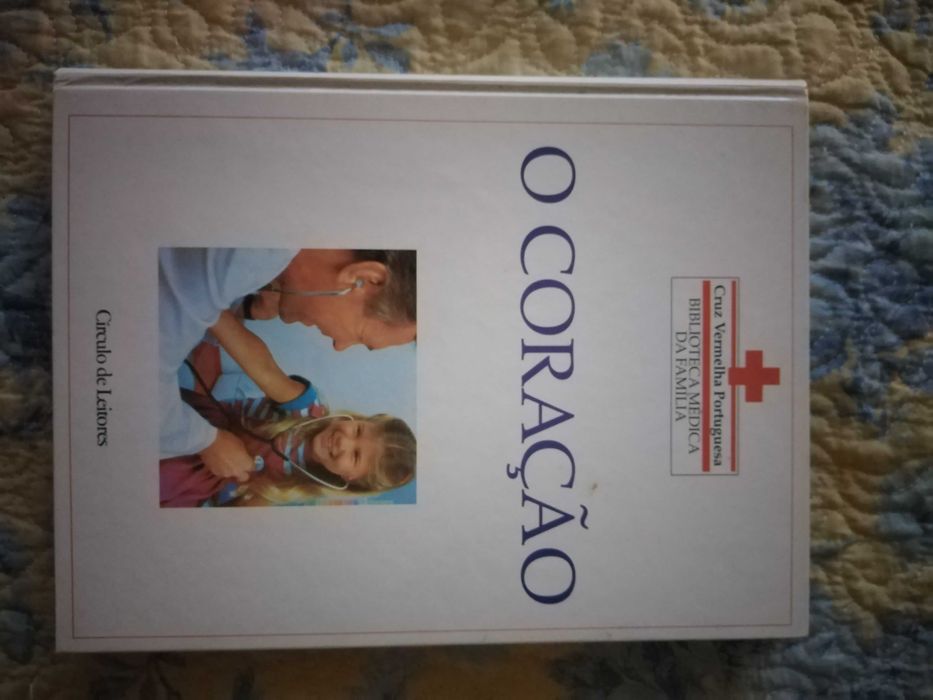 Cruz Vermelha Portuguesa
BIBLIOTECA MÉDICA
DA FAMÍLIA
O CORAÇÃO
Círculo de Leitores